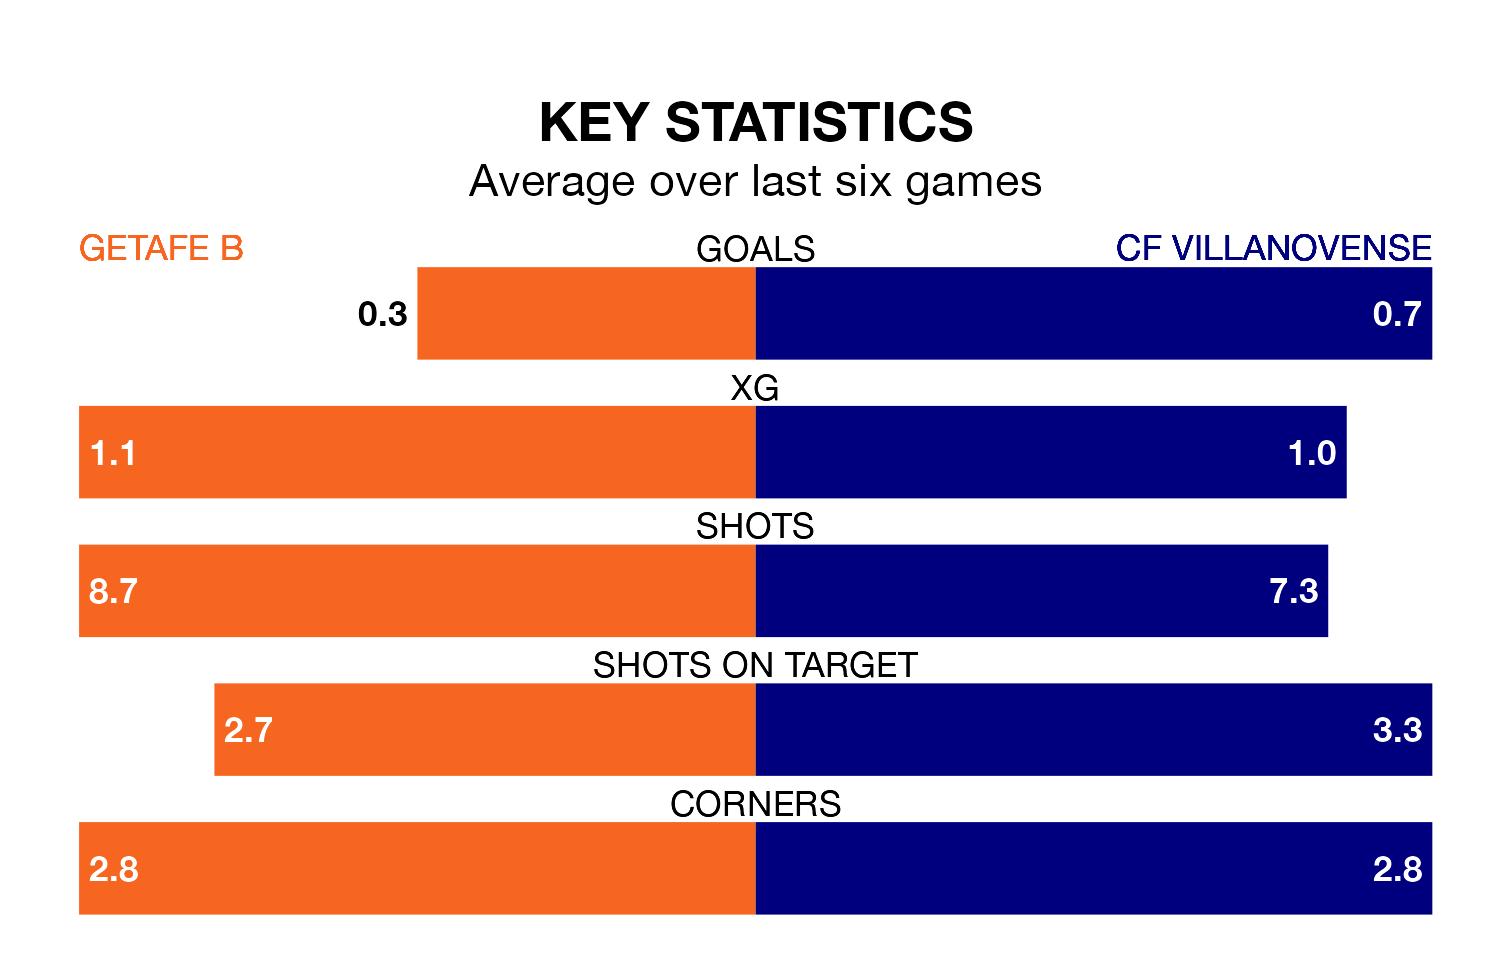 KEY STATISTICS
Average over last six games
GETAFE B GOALS CF VILLANOVENSE
0.3 0.7
XG
1.1 1.0
SHOTS
8.7 7.3
SHOTS ON TARGET
2.7 3.3
CORNERS
2.8 2.8